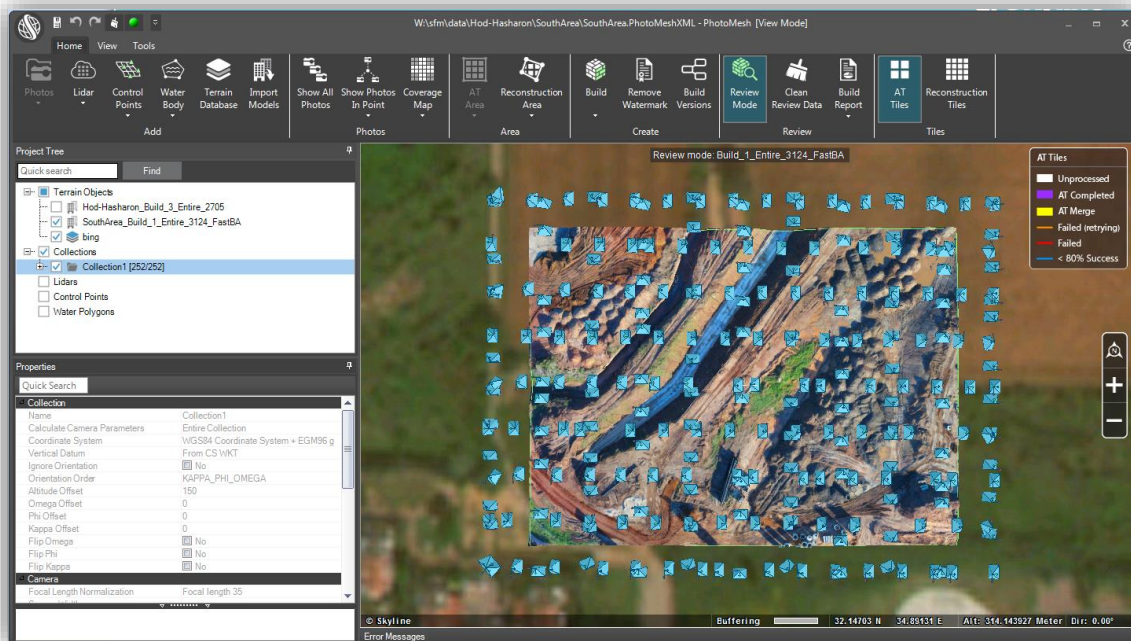 W:\sfm\data\Hod-Hasharon\SouthArea\SouthArea.PhotoMeshXML - PhotoMesh [View Mode]
Home View Tools
Photos Lidar Control Points Water Body Terrain Database Import Models Show All Photos Show Photos In Point Coverage Map AT Area Reconstruction Area Build Remove Watermark Build Versions Review Mode Clean Review Data Build Report AT Tiles Reconstruction Tiles
Add Photos Area Create Review Tiles
Project Tree
Quick search Find
Terrain Objects
Hod-Hasharon_Build_3_Entire_2705
SouthArea_Build_1_Entire_3124_FastBA
bing
Collections
Collection1 [252/252]
Lidars
Control Points
Water Polygons
Properties
Quick Search
Collection
Name Collection1
Calculate Camera Parameters Entire Collection
Coordinate System WGS84 Coordinate System + EGM96 g
Vertical Datum From CS WKT
Ignore Orientation No
Orientation Order KAPPA_PHI_OMEGA
Altitude Offset 150
Omega Offset 0
Phi Offset 0
Kappa Offset 0
Flip Omega No
Flip Phi No
Flip Kappa No
Camera
Focal Length Normalization Focal length 35
Review mode: Build_1_Entire_3124_FastBA
AT Tiles
Unprocessed
AT Completed
AT Merge
Failed (retrying)
Failed
< 80% Success
N
© Skyline Buffering 32.14703 N 34.89131 E Alt: 314.143927 Meter Dir: 0.00°
Error Messages